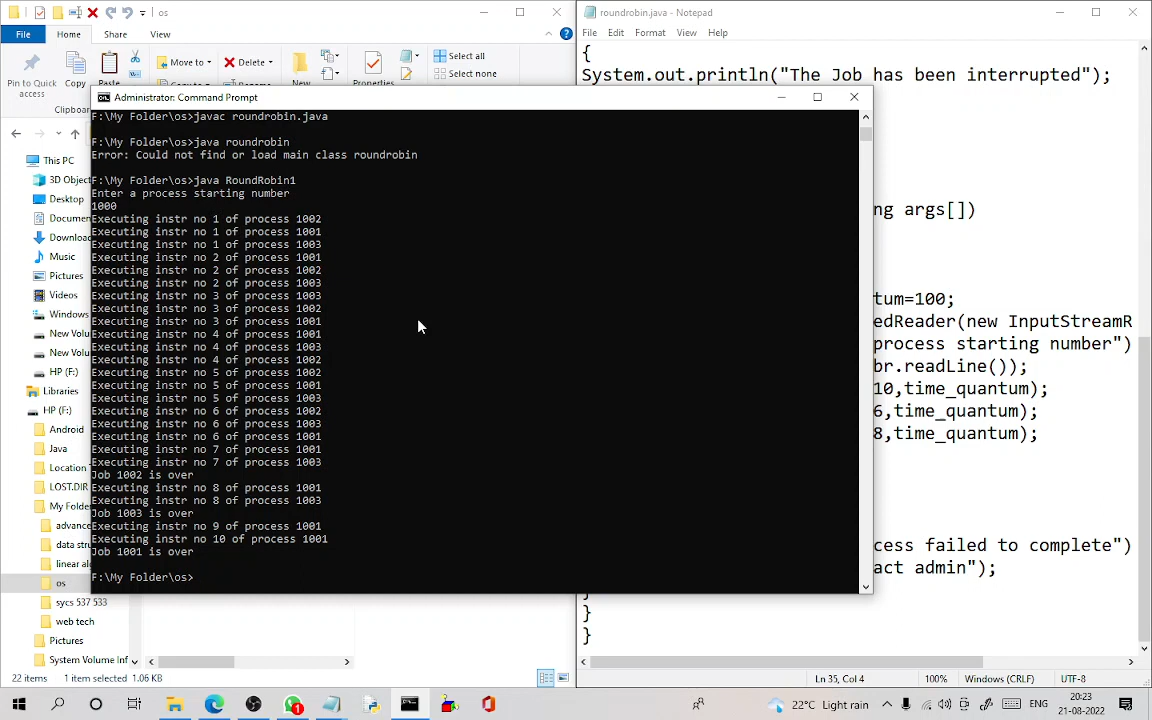 os
File
Home
Share
View
Pin to Quick
access
Copy
Paste
Move to
Delete
New
Properties
Select all
Select none
Clipboar
This PC
3D Object
Desktop
Documen
Downloa
Music
Pictures
Videos
Windows
New Volu
New Volu
HP (F:)
Libraries
HP (F:)
Android
Java
Location
LOST.DIR
My Folder
advance
data stru
linear alg
os
sycs 537 533
web tech
Pictures
System Volume Inf
22 items
1 item selected 1.06 KB
Administrator: Command Prompt
F:\My Folder\os>javac roundrobin.java
F:\My Folder\os>java roundrobin
Error: Could not find or load main class roundrobin
F:\My Folder\os>java RoundRobin1
Enter a process starting number
1000
Executing instr no 1 of process 1002
Executing instr no 1 of process 1001
Executing instr no 1 of process 1003
Executing instr no 2 of process 1001
Executing instr no 2 of process 1002
Executing instr no 2 of process 1003
Executing instr no 3 of process 1003
Executing instr no 3 of process 1002
Executing instr no 3 of process 1001
Executing instr no 4 of process 1001
Executing instr no 4 of process 1003
Executing instr no 4 of process 1002
Executing instr no 5 of process 1002
Executing instr no 5 of process 1001
Executing instr no 5 of process 1003
Executing instr no 6 of process 1002
Executing instr no 6 of process 1003
Executing instr no 6 of process 1001
Executing instr no 7 of process 1001
Executing instr no 7 of process 1003
Job 1002 is over
Executing instr no 8 of process 1001
Executing instr no 8 of process 1003
Job 1003 is over
Executing instr no 9 of process 1001
Executing instr no 10 of process 1001
Job 1001 is over
F:\My Folder\os>
roundrobin.java - Notepad
File Edit Format View Help
{
System.out.println("The Job has been interrupted");
ng args[])
tum=100;
edReader(new InputStreamR
process starting number")
br.readLine());
10,time_quantum);
6,time_quantum);
8,time_quantum);
cess failed to complete")
act admin");
}
}
}
Ln 35, Col 4
100%
Windows (CRLF)
UTF-8
1
22°C Light rain
ENG
20:23
21-08-2022